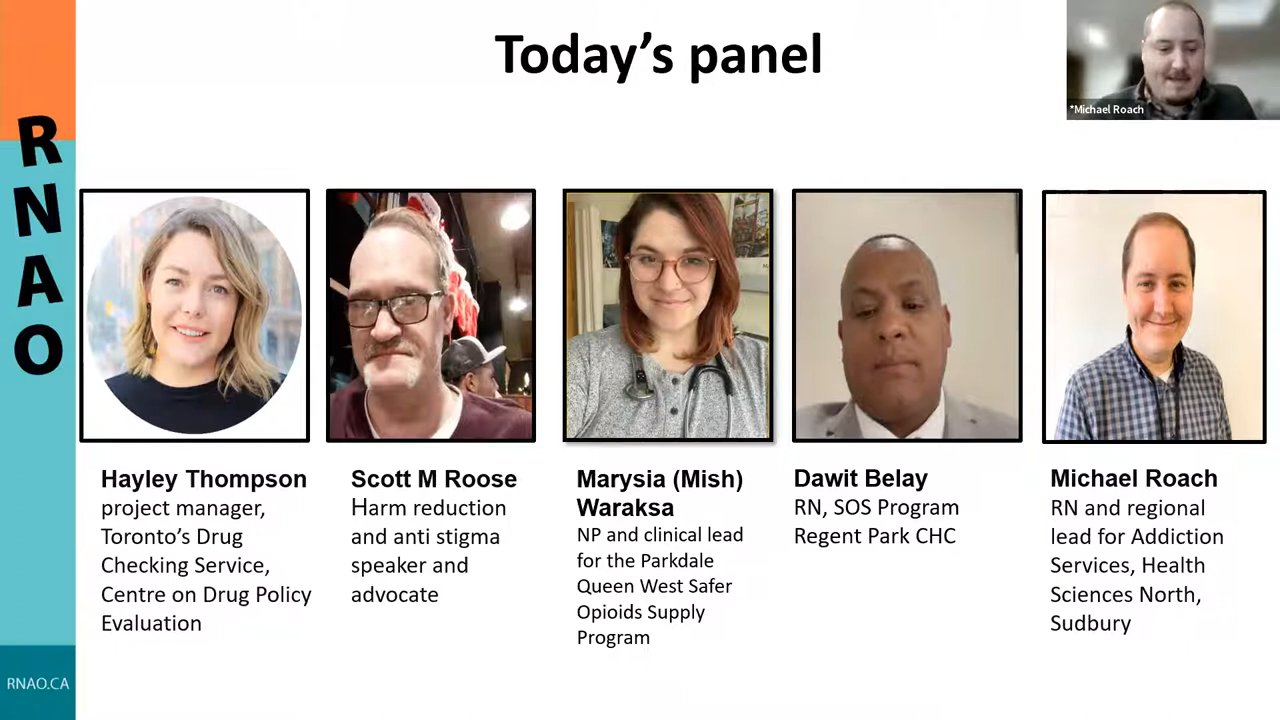 Today's panel
*Michael Roach
R
N
A
O
Hayley Thompson
project manager,
Toronto's Drug
Checking Service,
Centre on Drug Policy
Evaluation
Scott M Roose
Harm reduction
and anti stigma
speaker and
advocate
Marysia (Mish)
Waraksa
NP and clinical lead
for the Parkdale
Queen West Safer
Opioids Supply
Program
Dawit Belay
RN, SOS Program
Regent Park CHC
Michael Roach
RN and regional
lead for Addiction
Services, Health
Sciences North,
Sudbury
RNAO.CA